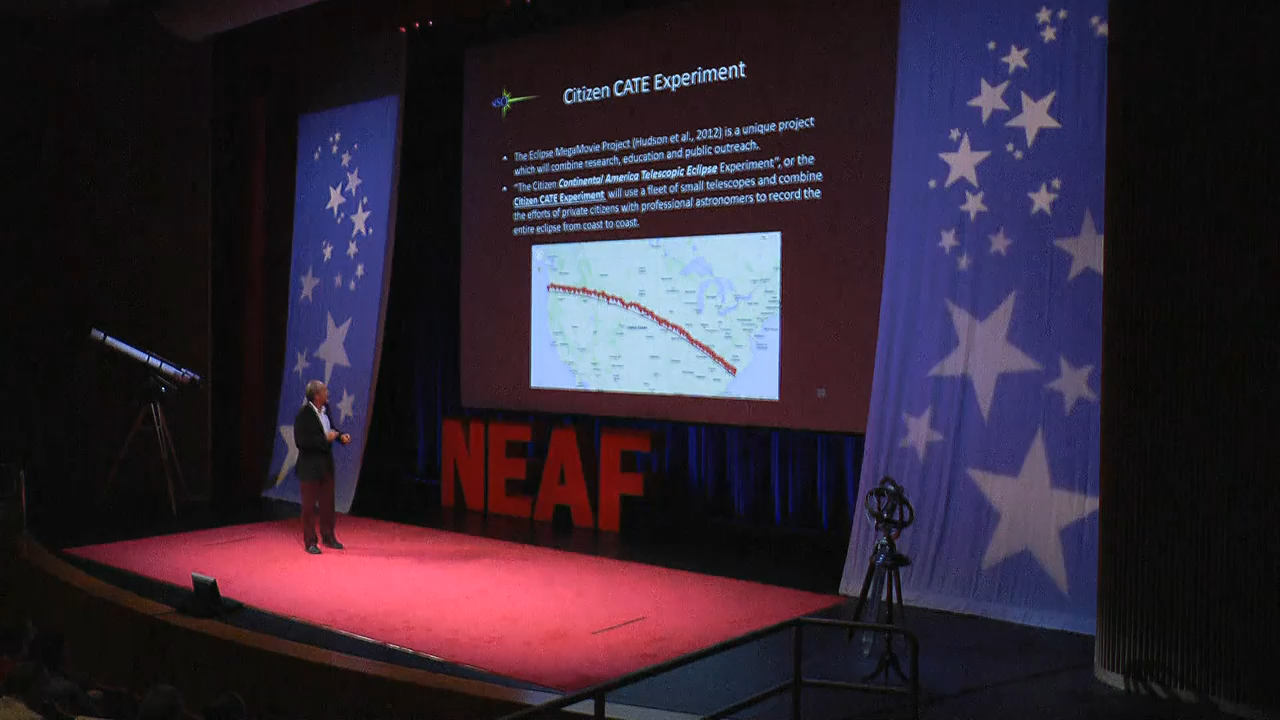 Citizen CATE Experiment
NSO
• The Eclipse MegaMovie Project (Hudson et al., 2012) is a unique project
which will combine research, education and public outreach.
• "The Citizen Continental America Telescopic Eclipse Experiment", or the
Citizen CATE Experiment will use a fleet of small telescopes and combine
the efforts of private citizens with professional astronomers to record the
entire eclipse from coast to coast.
NEAF